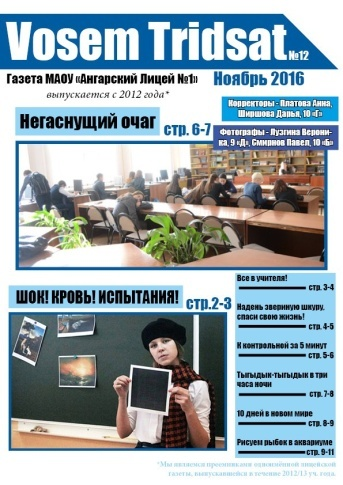 Vosem Tridsat №12
Газета МАОУ «Ангарский Лицей №1»
Ноябрь 2016
выпускается с 2012 года*
Корректоры - Платова Анна,
Ширшова Дарья, 10 «Г»
Негаснущий очаг стр. 6-7
Фотографы - Лузгина Верони-
ка, 9 «Д», Смирнов Павел, 10 «Б»
ШОК! КРОВЬ! ИСПЫТАНИЯ! стр.2-3
Все в учителя!
стр. 3-4
Надень звериную шкуру,
спаси свою жизнь!
стр. 4-5
К контрольной за 5 минут
стр. 5-6
Тыгыдык-тыгыдык в три
часа ночи
стр. 7-8
10 дней в новом мире
стр. 8-9
Рисуем рыбок в аквариуме
стр. 9-11
*Мы являемся преемниками одноимённой лицейской
газеты, выпускавшейся в течение 2012/13 уч. года.